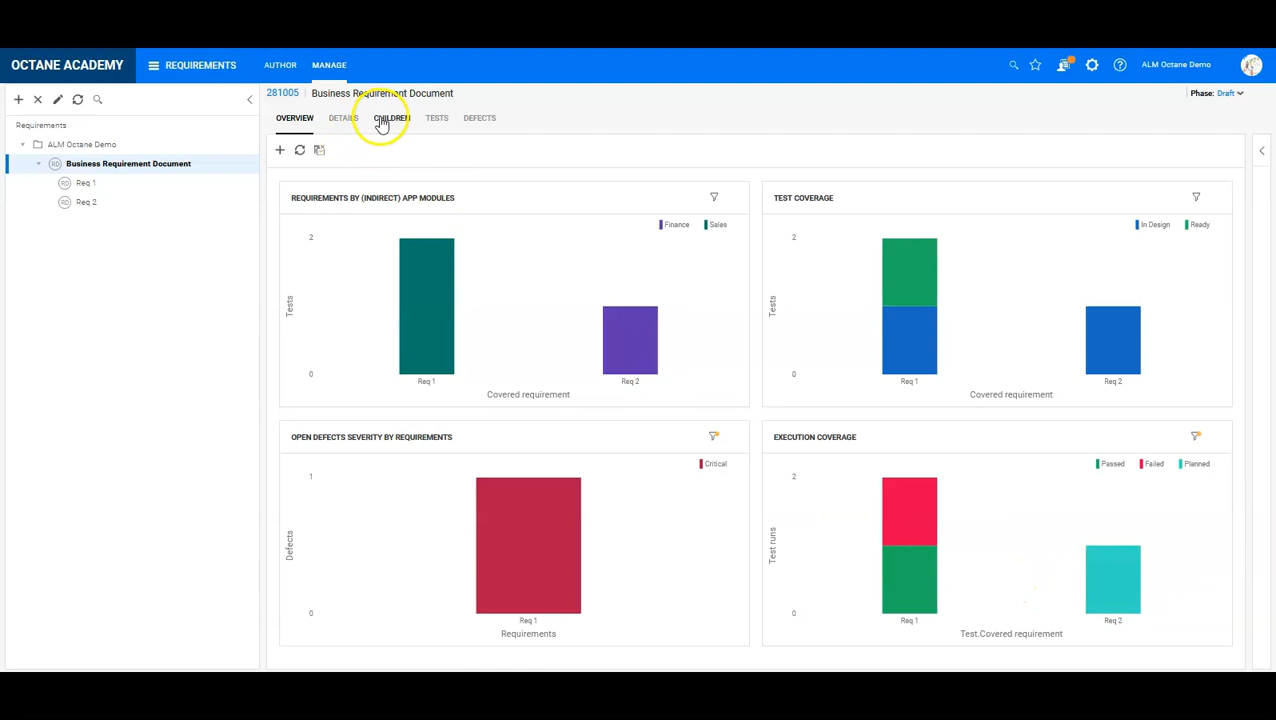 OCTANE ACADEMY
REQUIREMENTS
AUTHOR
MANAGE
ALM Octane Demo
281005
Business Requirement Document
Phase: Draft
Requirements
OVERVIEW
DETAILS
CHILDREN
TESTS
DEFECTS
ALM Octane Demo
RD Business Requirement Document
RD Req 1
RD Req 2
REQUIREMENTS BY (INDIRECT) APP MODULES
Finance Sales
2
Tests
0
Req 1 Req 2
Covered requirement
TEST COVERAGE
In Design Ready
2
Tests
0
Req 1 Req 2
Covered requirement
OPEN DEFECTS SEVERITY BY REQUIREMENTS
Critical
1
Defects
0
Req 1
Requirements
EXECUTION COVERAGE
Passed Failed Planned
2
Test runs
0
Req 1 Req 2
Test.Covered requirement